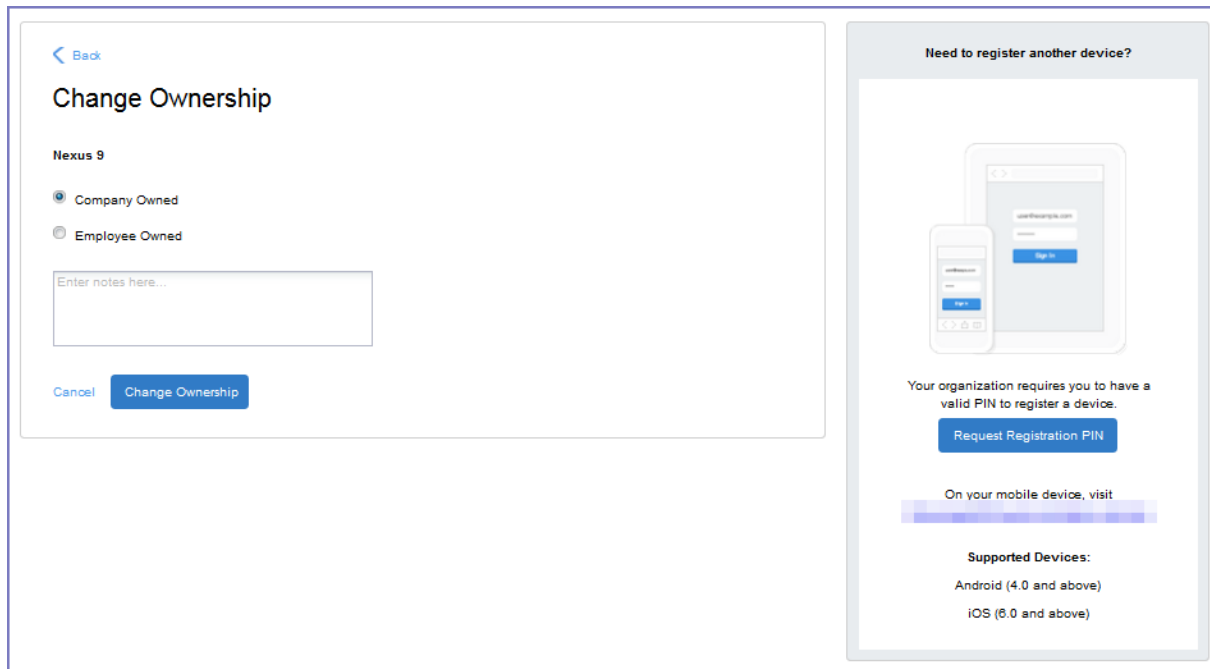 Back
Change Ownership
Nexus 9
Company Owned
Employee Owned
Enter notes here...
Cancel
Change Ownership
Need to register another device?
Sign In
Sign In
Your organization requires you to have a
valid PIN to register a device.
Request Registration PIN
On your mobile device, visit
Supported Devices:
Android (4.0 and above)
iOS (6.0 and above)